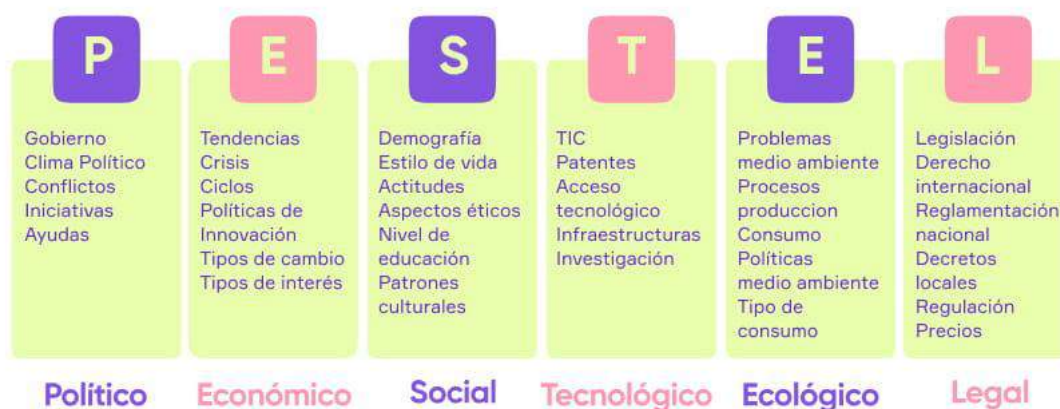 P
Gobierno
Clima Político
Conflictos
Iniciativas
Ayudas
Político
E
Tendencias
Crisis
Ciclos
Políticas de
Innovación
Tipos de cambio
Tipos de interés
Económico
S
Demografía
Estilo de vida
Actitudes
Aspectos éticos
Nivel de
educación
Patrones
culturales
Social
T
TIC
Patentes
Acceso
tecnológico
Infraestructuras
Investigación
Tecnológico
E
Problemas
medio ambiente
Procesos
produccion
Consumo
Políticas
medio ambiente
Tipo de
consumo
Ecológico
L
Legislación
Derecho
internacional
Reglamentación
nacional
Decretos
locales
Regulación
Precios
Legal